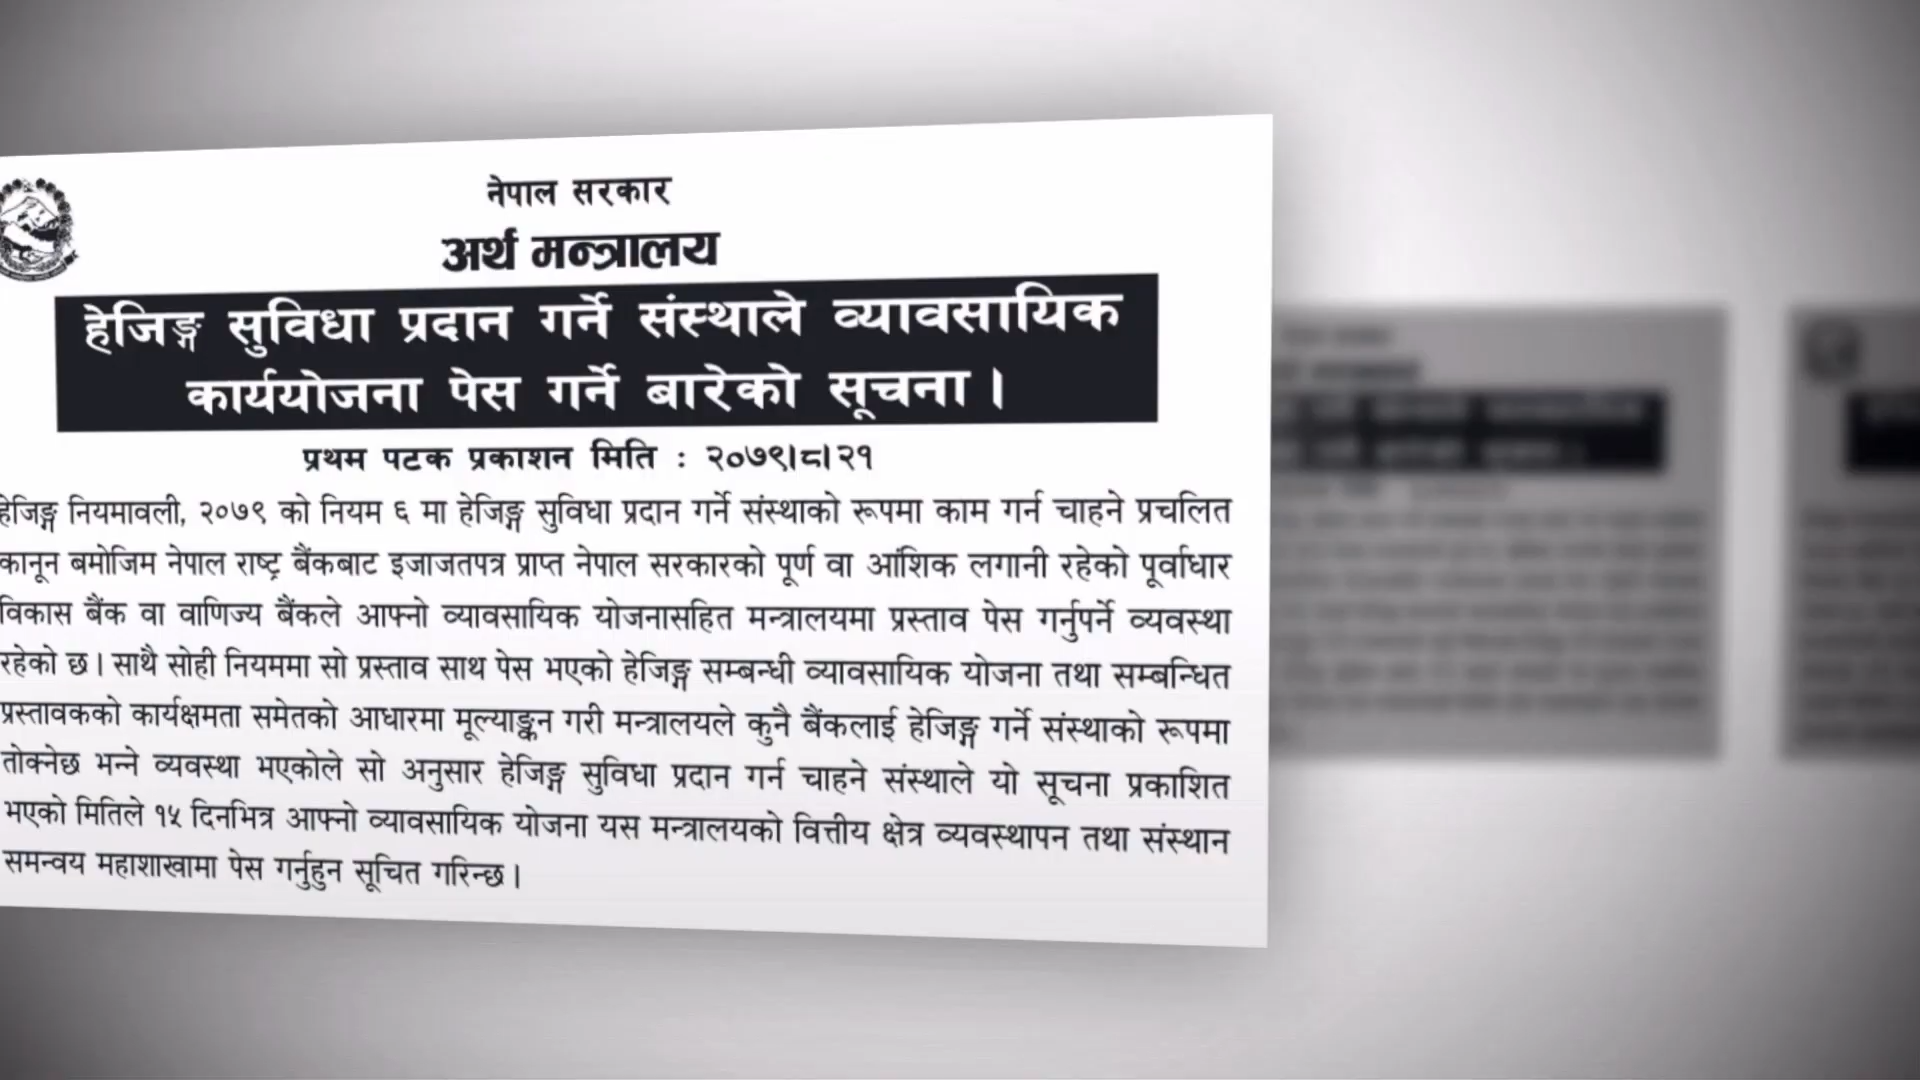 नेपाल सरकार
अर्थ मन्त्रालय
हेजिङ्ग सुविधा प्रदान गर्ने संस्थाले व्यावसायिक
कार्ययोजना पेस गर्ने बारेको सूचना ।
प्रथम पटक प्रकाशन मिति : २०७९।८।२१
हेजिङ्ग नियमावली, २०७९ को नियम ६ मा हेजिङ्ग सुविधा प्रदान गर्ने संस्थाको रूपमा काम गर्न चाहने प्रचलित
कानून बमोजिम नेपाल राष्ट्र बैंकबाट इजाजतपत्र प्राप्त नेपाल सरकारको पूर्ण वा आंशिक लगानी रहेको पूर्वाधार
विकास बैंक वा वाणिज्य बैंकले आफ्नो व्यावसायिक योजनासहित मन्त्रालयमा प्रस्ताव पेस गर्नुपर्ने व्यवस्था
रहेको छ । साथै सोही नियममा सो प्रस्ताव साथ पेस भएको हेजिङ्ग सम्बन्धी व्यावसायिक योजना तथा सम्बन्धित
प्रस्तावकको कार्यक्षमता समेतको आधारमा मूल्याङ्कन गरी मन्त्रालयले कुनै बैंकलाई हेजिङ्ग गर्ने संस्थाको रूपमा
तोक्नेछ भन्ने व्यवस्था भएकोले सो अनुसार हेजिङ्ग सुविधा प्रदान गर्न चाहने संस्थाले यो सूचना प्रकाशित
भएको मितिले १५ दिनभित्र आफ्नो व्यावसायिक योजना यस मन्त्रालयको वित्तीय क्षेत्र व्यवस्थापन तथा संस्थान
समन्वय महाशाखामा पेस गर्नुहुन सूचित गरिन्छ ।